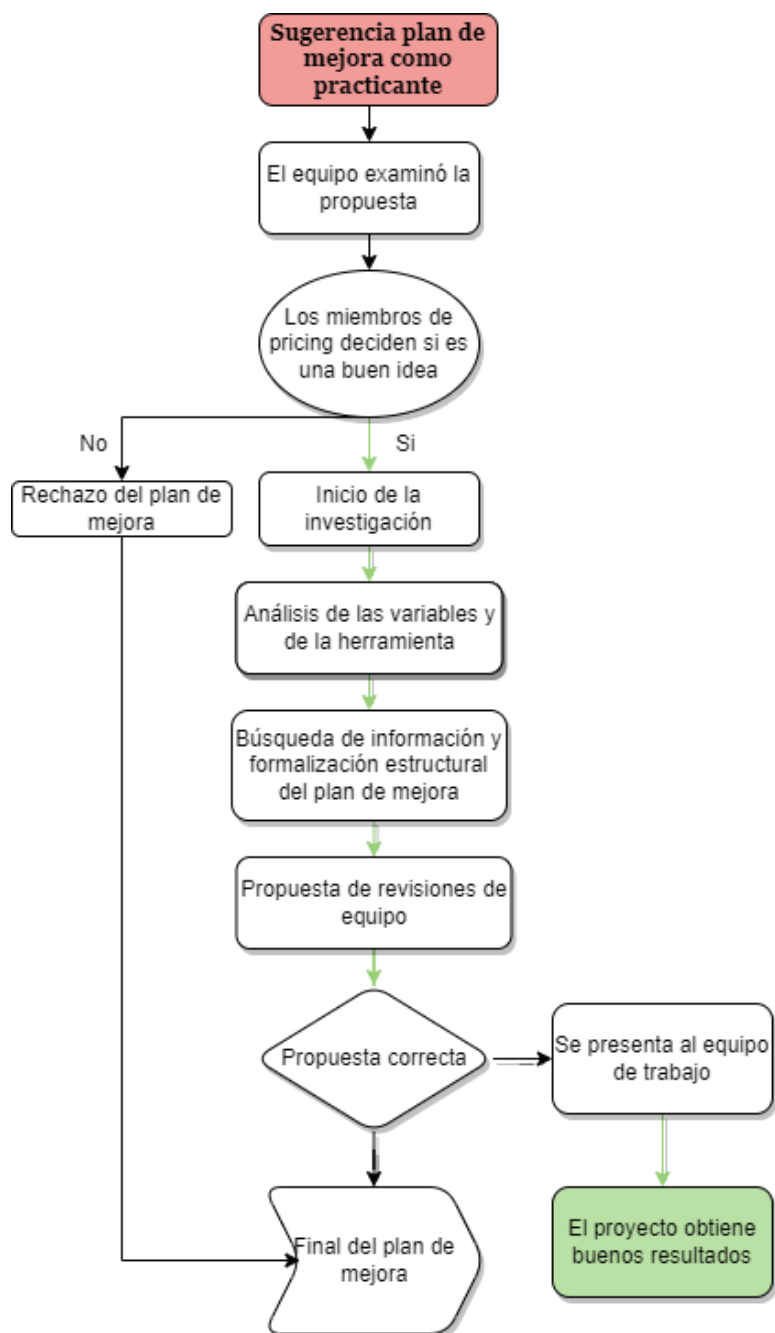 Sugerencia plan de
mejora como
practicante
El equipo examinó la
propuesta
Los miembros de
pricing deciden si es
una buen idea
No
Si
Rechazo del plan de
mejora
Inicio de la
investigación
Análisis de las variables y
de la herramienta
Búsqueda de información y
formalización estructural
del plan de mejora
Propuesta de revisiones de
equipo
Propuesta correcta
Se presenta al equipo
de trabajo
Final del plan de
mejora
El proyecto obtiene
buenos resultados